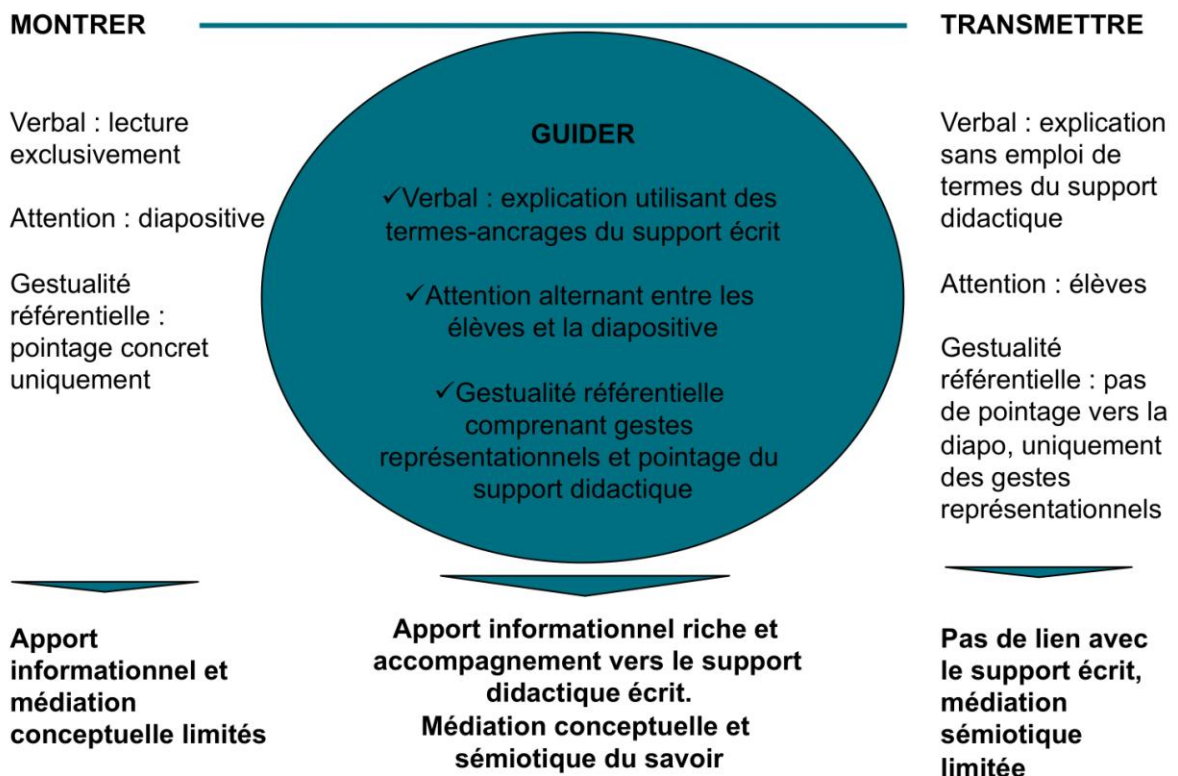 MONTRER
Verbal : lecture
exclusivement
Attention : diapositive
Gestualité
référentielle :
pointage concret
uniquement
Apport
informationnel et
médiation
conceptuelle limités
GUIDER
✓Verbal : explication utilisant des
termes-ancrages du support écrit
✓Attention alternant entre les
élèves et la diapositive
✓Gestualité référentielle
comprenant gestes
représentationnels et pointage du
support didactique
Apport informationnel riche et
accompagnement vers le support
didactique écrit.
Médiation conceptuelle et
sémiotique du savoir
TRANSMETTRE
Verbal : explication
sans emploi de
termes du support
didactique
Attention : élèves
Gestualité
référentielle : pas
de pointage vers la
diapo, uniquement
des gestes
représentationnels
Pas de lien avec
le support écrit,
médiation
sémiotique
limitée